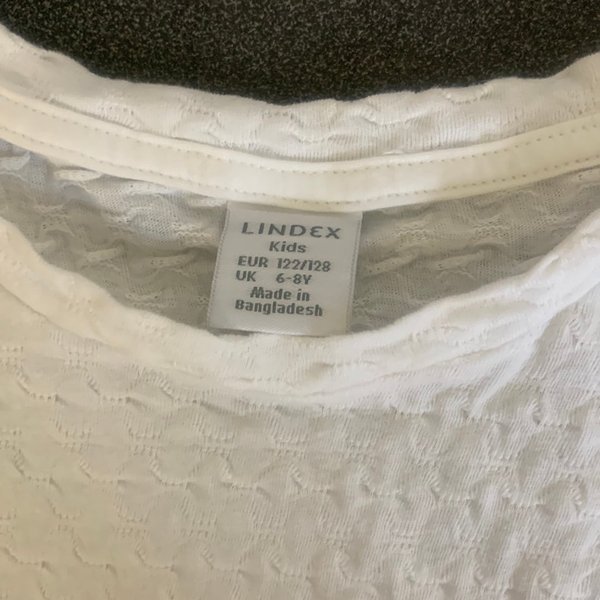 LINDEX
Kids
EUR 122/128
UK 6-8Y
Made in
Bangladesh